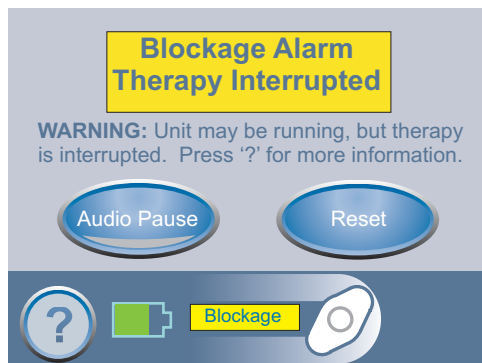 Blockage Alarm
Therapy Interrupted
WARNING: Unit may be running, but therapy
is interrupted.  Press ‘?’ for more information.
Audio Pause
Reset
?
Blockage